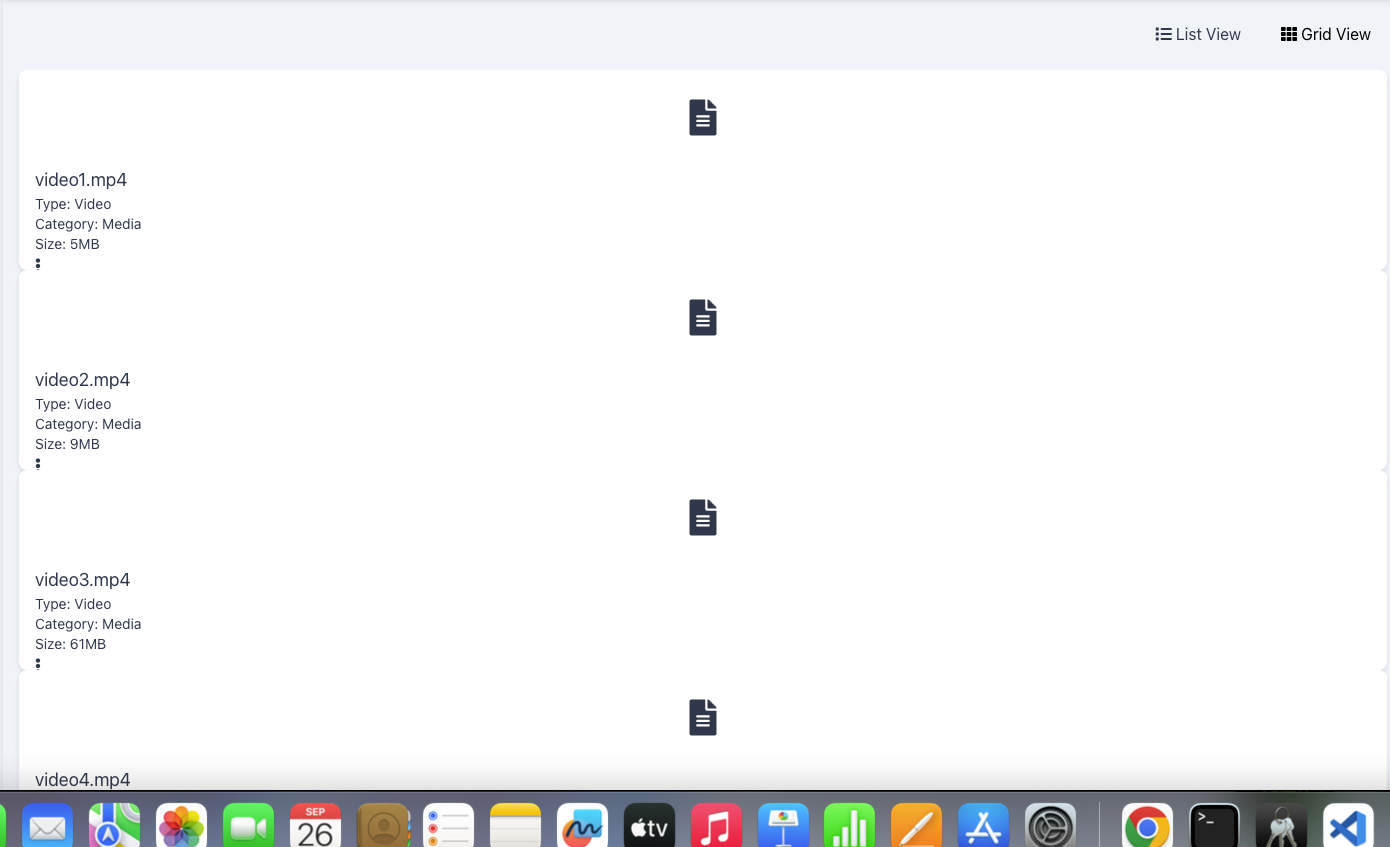 List View
Grid View
video1.mp4
Type: Video
Category: Media
Size: 5MB
video2.mp4
Type: Video
Category: Media
Size: 9MB
video3.mp4
Type: Video
Category: Media
Size: 61MB
video4.mp4
SEP
26
tv
>_